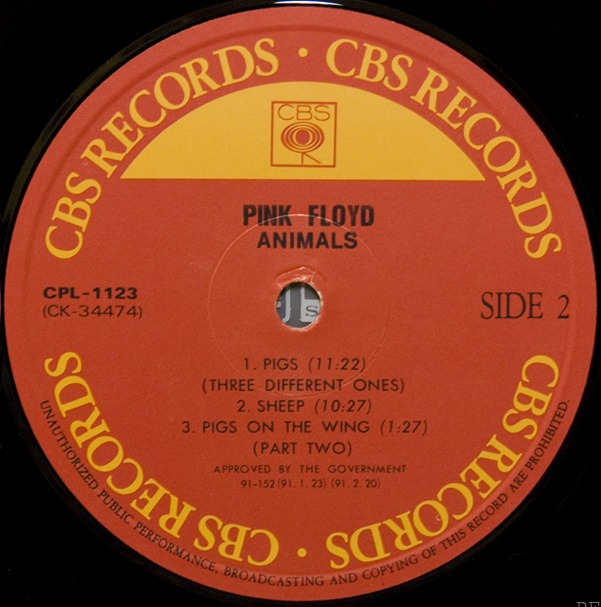 CBS RECORDS · CBS RECORDS
CBS
PINK FLOYD
ANIMALS
CPL-1123
(CK-34474)
SIDE 2
1. PIGS (11:22)
(THREE DIFFERENT ONES)
2. SHEEP (10:27)
3. PIGS ON THE WING (1:27)
(PART TWO)
APPROVED BY THE GOVERNMENT
91-152 (91. 1. 23) (91. 2. 20)
CBS RECORDS · CBS RECORDS
UNAUTHORIZED PUBLIC PERFORMANCE, BROADCASTING AND COPYING OF THIS RECORD ARE PROHIBITED.